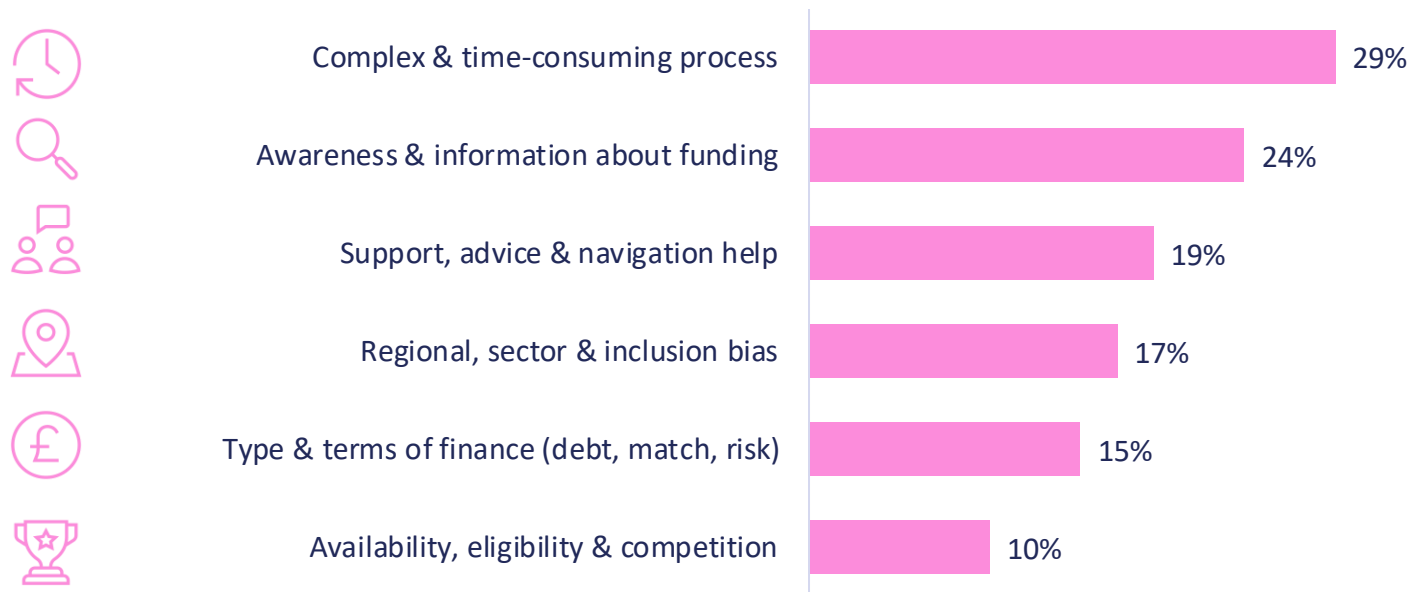 Complex & time-consuming process 29%
Awareness & information about funding 24%
Support, advice & navigation help 19%
Regional, sector & inclusion bias 17%
£ Type & terms of finance (debt, match, risk) 15%
Availability, eligibility & competition 10%